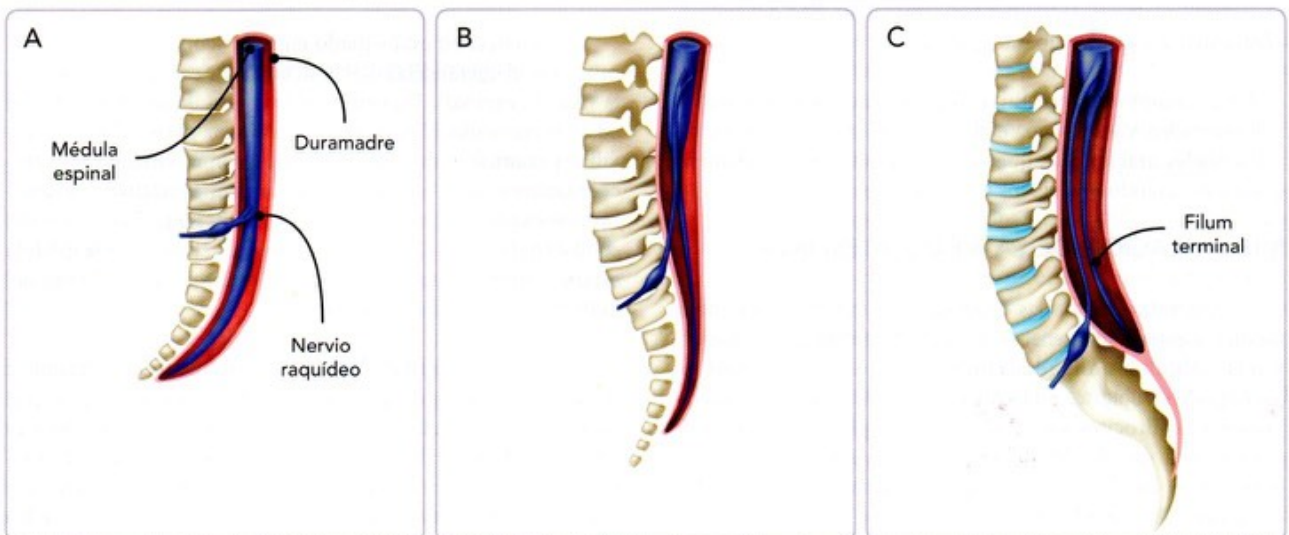 A
Médula
espinal
Duramadre
Nervio
raquídeo
B
C
Filum
terminal